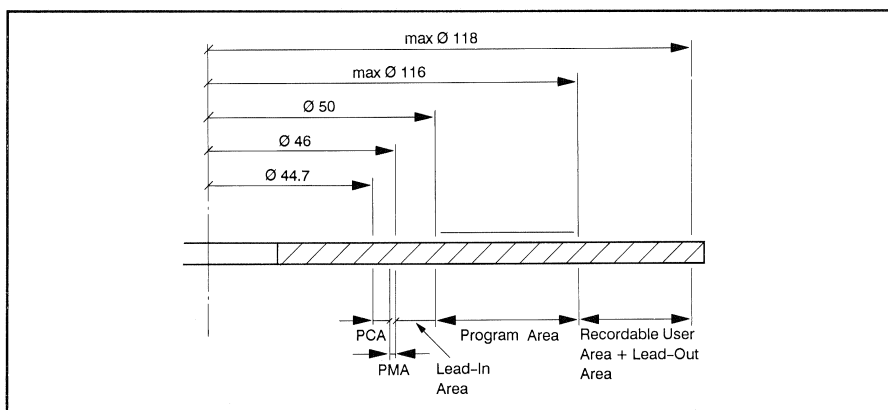 max Ø 118
max Ø 116
Ø 50
Ø 46
Ø 44.7
PCA
PMA
Lead-In
Area
Program Area
Recordable User
Area + Lead-Out
Area